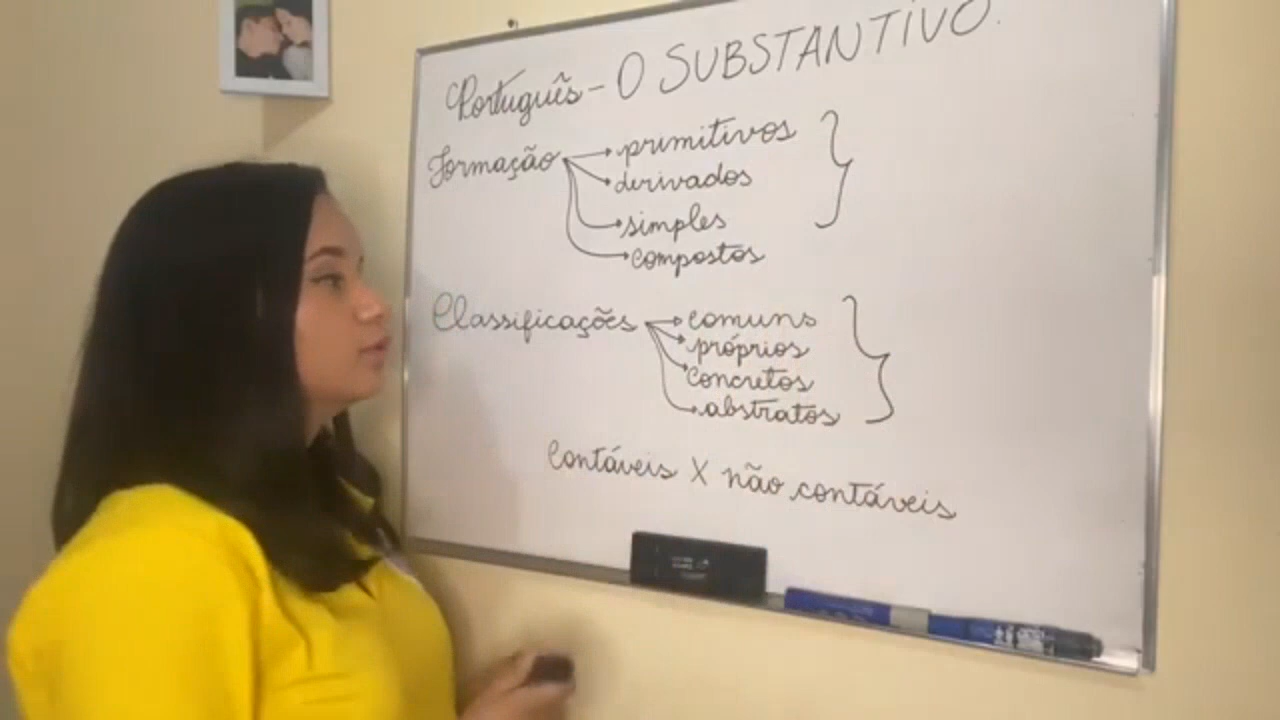 Português - O SUBSTANTIVO.
Formação → primitivos
→ derivados
→ simples
→ compostos
Classificações → comuns
→ próprios
→ concretos
→ abstratos
Contáveis X não contáveis